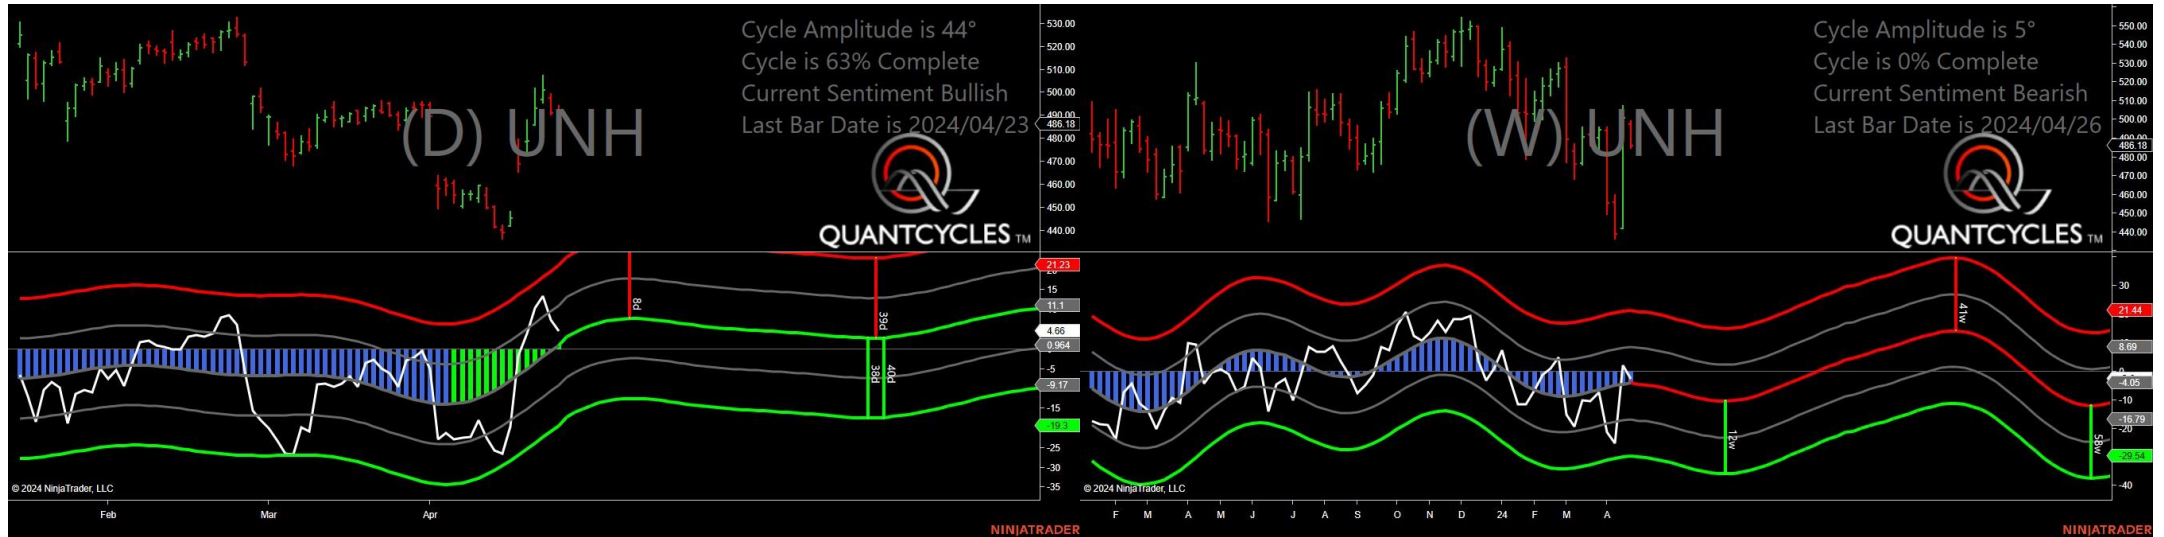 Cycle Amplitude is 44°
Cycle is 63% Complete
Current Sentiment Bullish
Last Bar Date is 2024/04/23
(D) UNH
QUANTCYCLES TM
530.00
520.00
510.00
500.00
490.00
486.18
470.00
460.00
450.00
440.00
8d
39d
38d
40d
21.23
15
11.1
4.66
0.964
-5
-9.17
-15
-19.3
-25
-30
-35
© 2024 NinjaTrader, LLC
Feb
Mar
Apr
NINJATRADER
Cycle Amplitude is 5°
Cycle is 0% Complete
Current Sentiment Bearish
Last Bar Date is 2024/04/26
(W) UNH
QUANTCYCLES TM
550.00
540.00
530.00
520.00
510.00
500.00
490.00
486.18
480.00
470.00
460.00
450.00
440.00
12w
41w
58w
30
21.44
8.69
-4.05
-10
-16.79
-20
-29.54
-40
© 2024 NinjaTrader, LLC
F M A M J J A S O N D 24 F M A
NINJATRADER